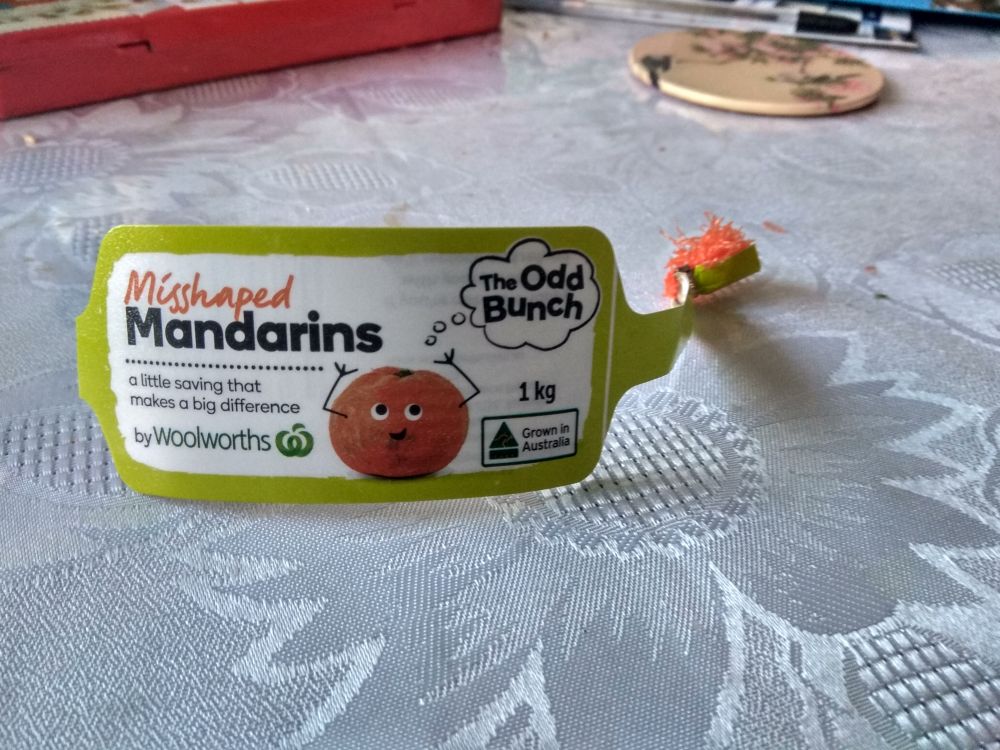 Misshaped
Mandarins
a little saving that
makes a big difference
by Woolworths
The Odd
Bunch
1 kg
Grown in
Australia